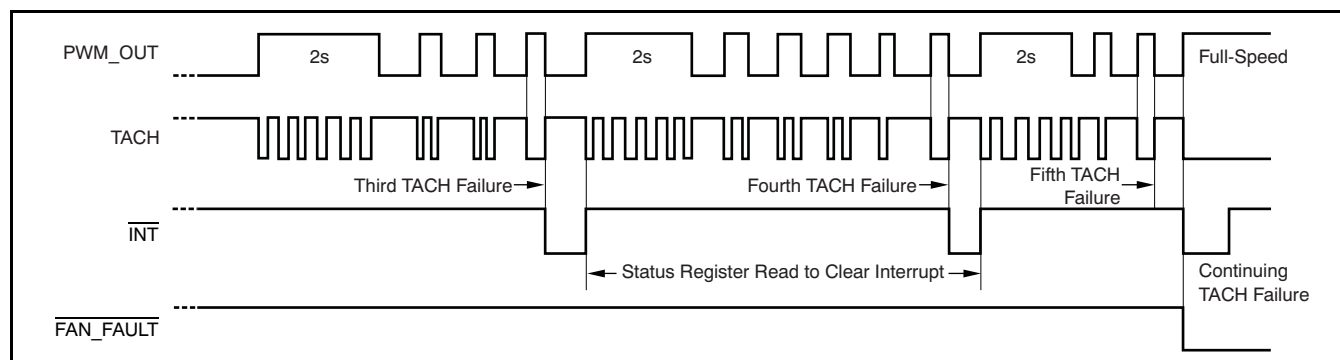 PWM_OUT
2s
2s
2s
Full-Speed
TACH
Third TACH Failure
Fourth TACH Failure
Fifth TACH
Failure
INT
Status Register Read to Clear Interrupt
Continuing
TACH Failure
FAN_FAULT